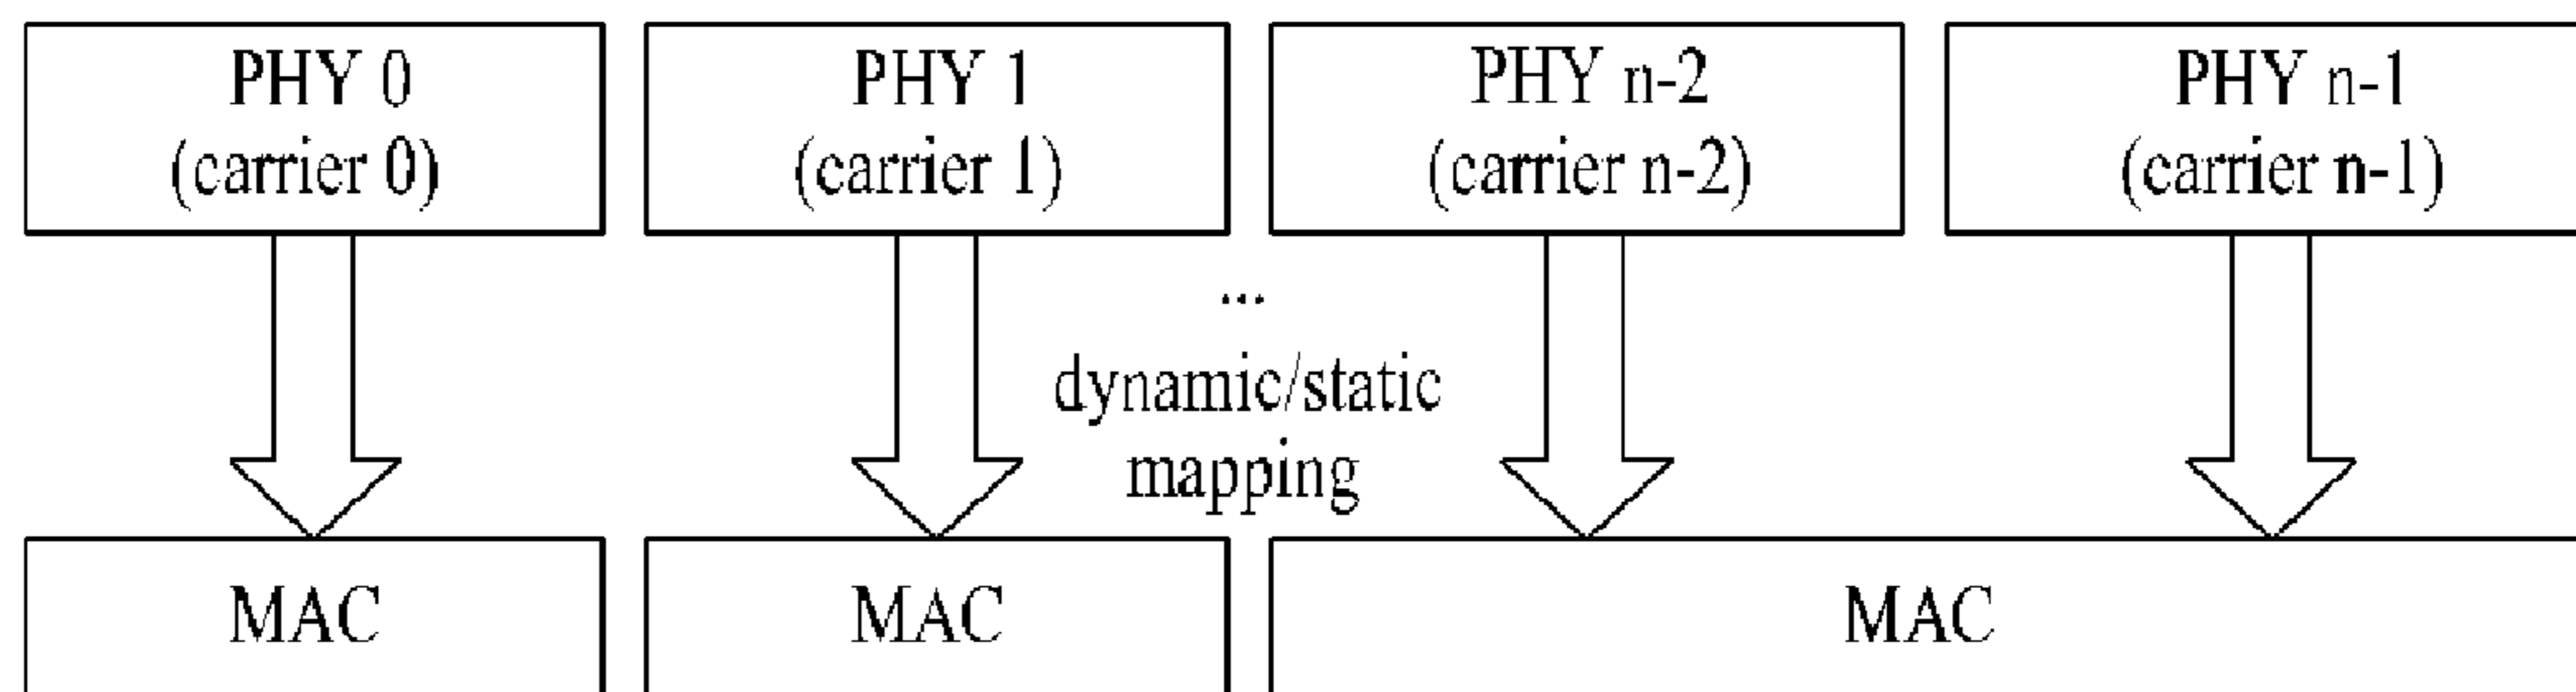 PHY 0
(carrier 0)
PHY 1
(carrier 1)
PHY n-2
(carrier n-2)
PHY n-1
(carrier n-1)
...
dynamic/static
mapping
MAC
MAC
MAC